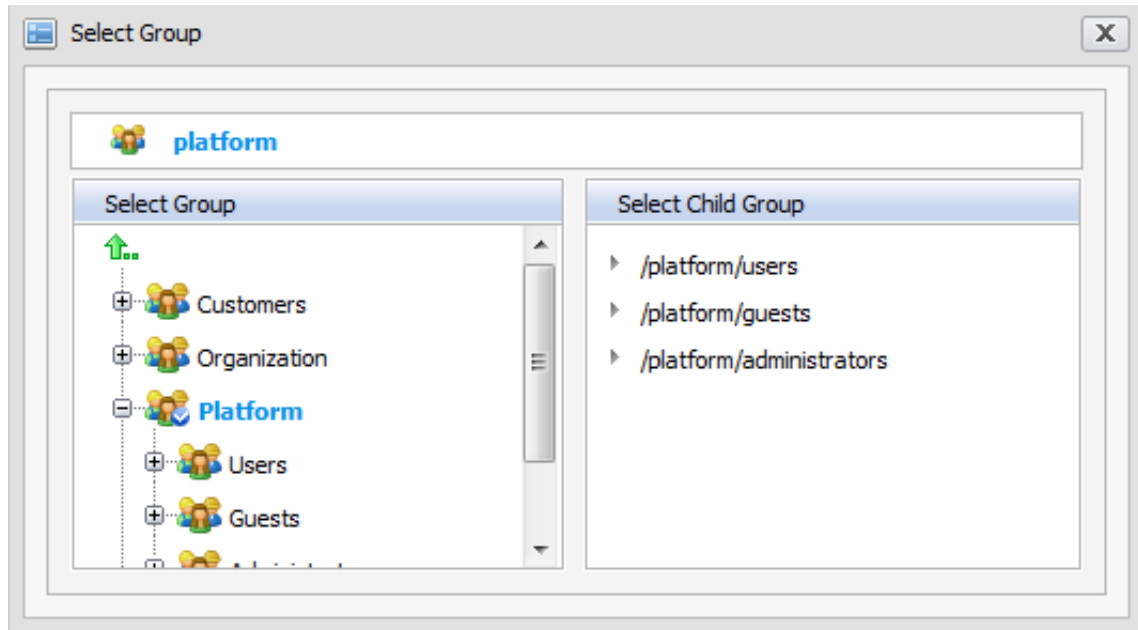 Select Group
platform
Select Group
..
Customers
Organization
Platform
Users
Guests
Select Child Group
/platform/users
/platform/guests
/platform/administrators